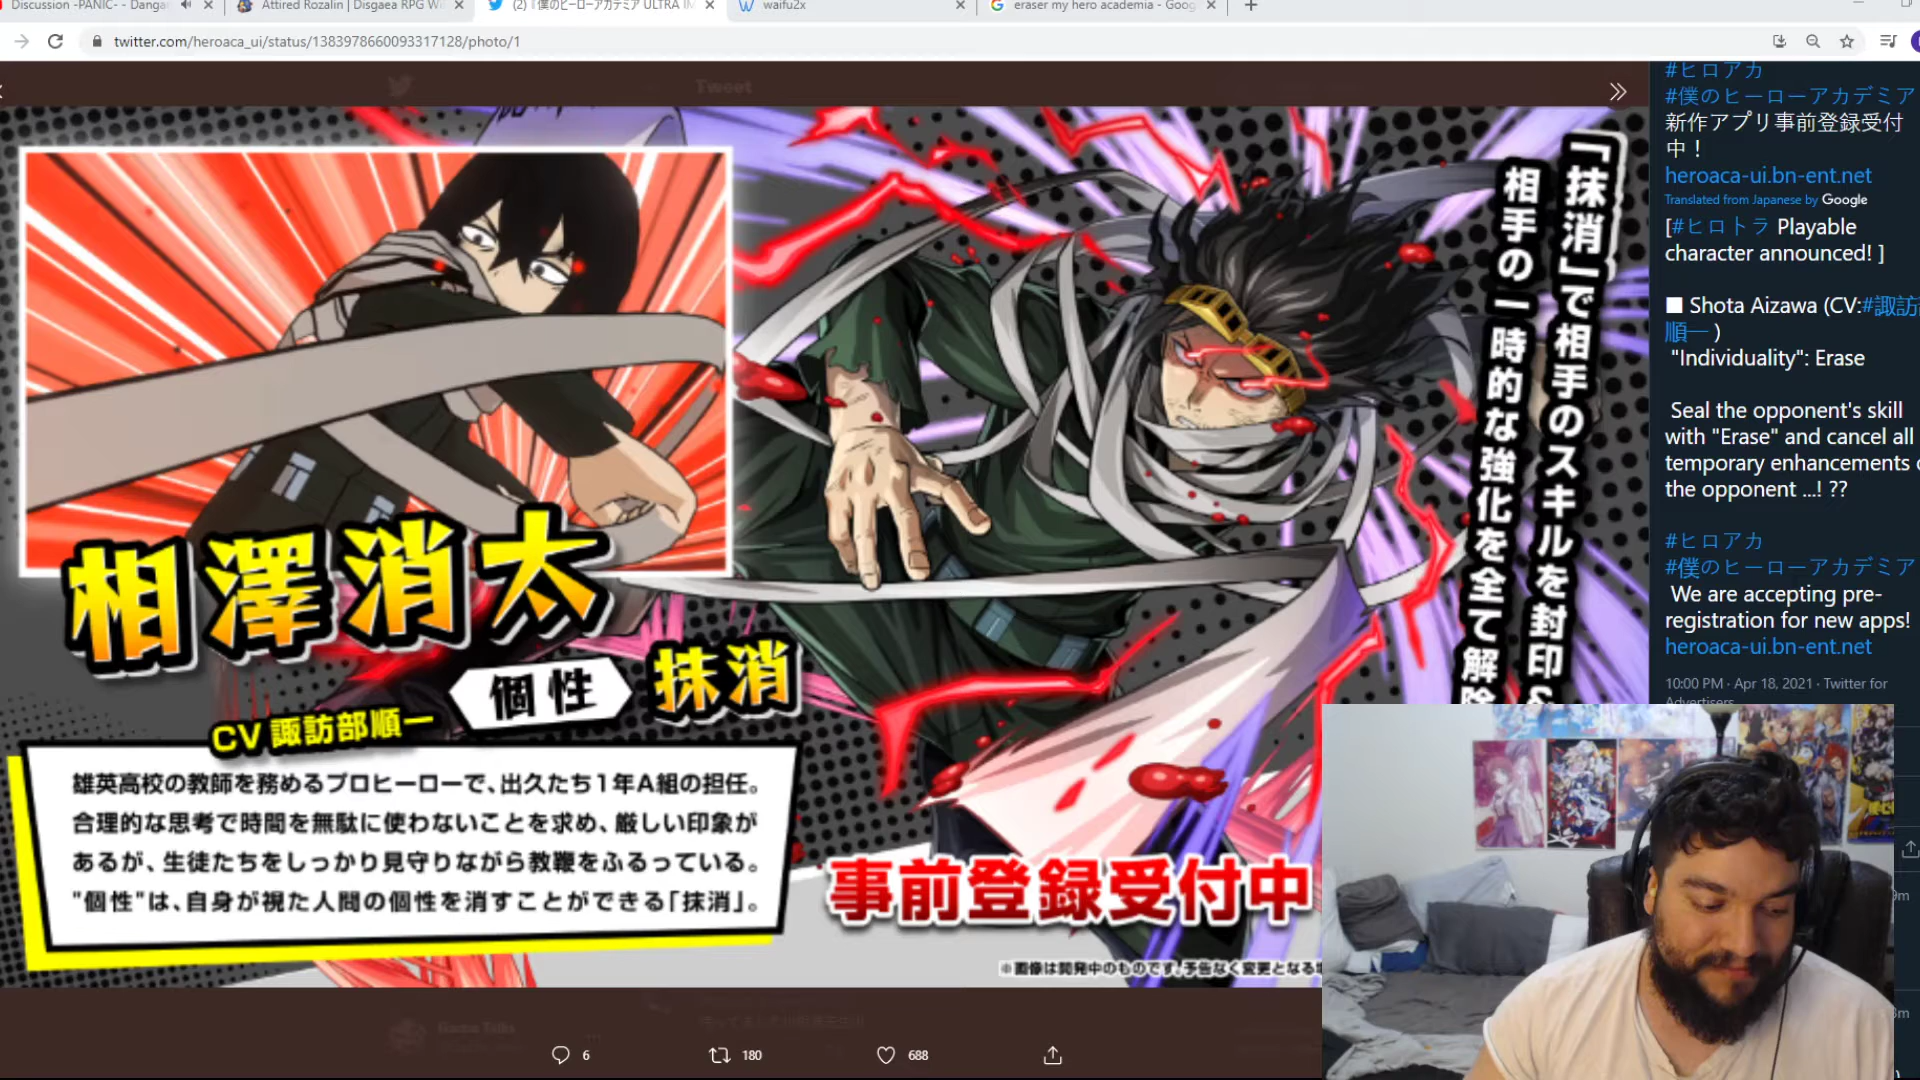 Discussion -PANIC- - Danga
Attired Rozalin | Disgaea RPG Wi
(2) 『僕のヒーローアカデミア ULTRA IM
waifu2x
eraser my hero academia - Goog
twitter.com/heroaca_ui/status/1383978660093317128/photo/1
Tweet
「抹消」で相手のスキルを封印&
相手の一時的な強化を全て解除
相澤消太
個性
抹消
CV 諏訪部順一
雄英高校の教師を務めるプロヒーローで、出久たち1年A組の担任。
合理的な思考で時間を無駄に使わないことを求め、厳しい印象が
あるが、生徒たちをしっかり見守りながら教鞭をふるっている。
"個性"は、自身が視た人間の個性を消すことができる「抹消」。
事前登録受付中
※画像は開発中のものです。予告なく変更となる
6
180
688
#ヒロアカ
#僕のヒーローアカデミア
新作アプリ事前登録受付
中！
heroaca-ui.bn-ent.net
Translated from Japanese by Google
[#ヒロトラ Playable
character announced! ]
■ Shota Aizawa (CV:#諏訪部
順一 )
"Individuality": Erase
Seal the opponent's skill
with "Erase" and cancel all
temporary enhancements o
the opponent ...! ??
#ヒロアカ
#僕のヒーローアカデミア
We are accepting pre-
registration for new apps!
heroaca-ui.bn-ent.net
10:00 PM · Apr 18, 2021 · Twitter for
Advertisers